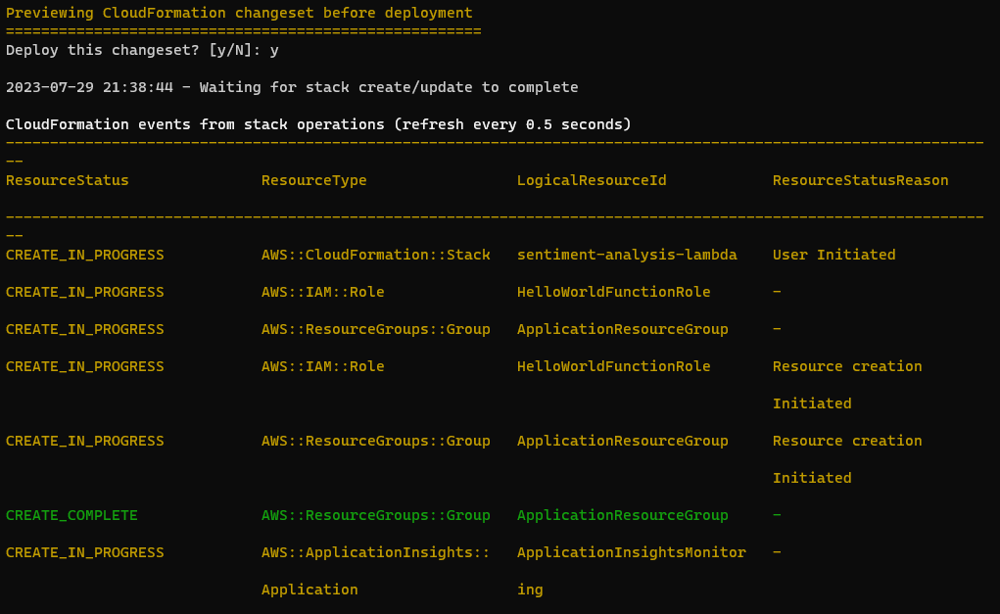 Previewing CloudFormation changeset before deployment
======================================================
Deploy this changeset? [y/N]: y
2023-07-29 21:38:44 - Waiting for stack create/update to complete
CloudFormation events from stack operations (refresh every 0.5 seconds)
---------------------------------------------------------------------------------------------------------------
--
ResourceStatus               ResourceType                 LogicalResourceId            ResourceStatusReason
---------------------------------------------------------------------------------------------------------------
--
CREATE_IN_PROGRESS           AWS::CloudFormation::Stack   sentiment-analysis-lambda    User Initiated
CREATE_IN_PROGRESS           AWS::IAM::Role               HelloWorldFunctionRole       -
CREATE_IN_PROGRESS           AWS::ResourceGroups::Group   ApplicationResourceGroup     -
CREATE_IN_PROGRESS           AWS::IAM::Role               HelloWorldFunctionRole       Resource creation
                                                                                       Initiated
CREATE_IN_PROGRESS           AWS::ResourceGroups::Group   ApplicationResourceGroup     Resource creation
                                                                                       Initiated
CREATE_COMPLETE              AWS::ResourceGroups::Group   ApplicationResourceGroup     -
CREATE_IN_PROGRESS           AWS::ApplicationInsights::   ApplicationInsightsMonitor   -
                             Application                  ing